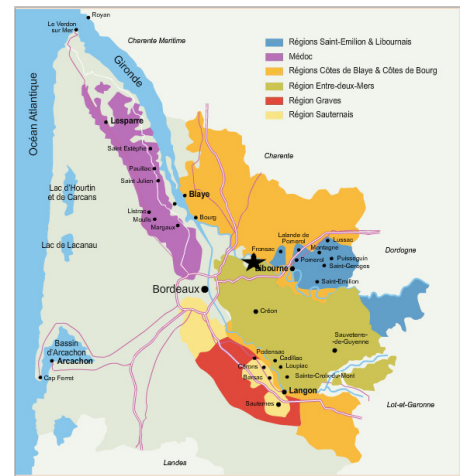 Royan
Le Verdon
sur Mer
Charente Maritime
Gironde
Océan Atlantique
Régions Saint-Emilion & Libournais
Médoc
Régions Côtes de Blaye & Côtes de Bourg
Région Entre-deux-Mers
Région Graves
Région Sauternais
Lesparre
Saint Estèphe
Pauillac
Saint Julien
Charente
Lac d'Hourtin
et de Carcans
Blaye
Listrac
Moulis
Margaux
Bourg
Lac de Lacanau
Fronsac
Lalande de
Pomerol
Lussac
Montagne
Puisseguin
Pomerol
Saint-Georges
Dordogne
Libourne
Saint-Emilion
Bordeaux
Créon
Sauveterre-
de-Guyenne
Bassin
d'Arcachon
Arcachon
Cap Ferret
Podensac
Cadillac
Cérons
Loupiac
Barsac
Sainte-Croix-du-Mont
Langon
Sauternes
Lot-et-Garonne
Landes